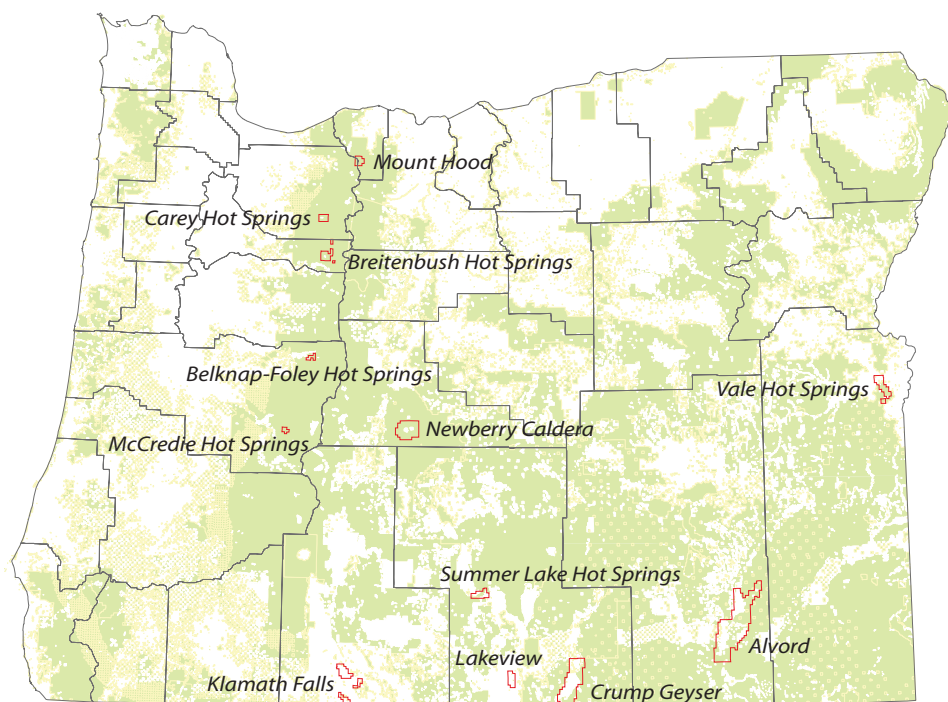 Mount Hood
Carey Hot Springs
Breitenbush Hot Springs
Belknap-Foley Hot Springs
Vale Hot Springs
Newberry Caldera
McCredie Hot Springs
Summer Lake Hot Springs
Alvord
Lakeview
Klamath Falls
Crump Geyser